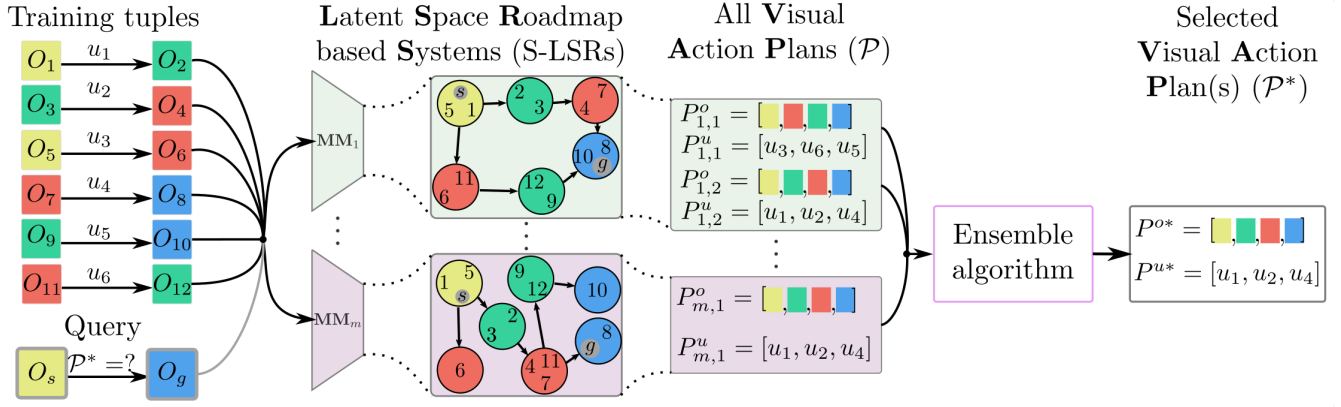 Training tuples
O₁ u₁ O₂
O₃ u₂ O₄
O₅ u₃ O₆
O₇ u₄ O₈
O₉ u₅ O₁₀
O₁₁ u₆ O₁₂
Query
Oₛ 𝒫* =? O_g
Latent Space Roadmap
based Systems (S-LSRs)
MM₁
s
5 1
2
3
7
4
8
10
g
11
6
12
9
⋮
⋮
MMₘ
5
1
s
2
3
6
9
12
10
4 11
7
8
g
All Visual
Action Plans (𝒫)
P^o_{1,1} = [ , , , ]
P^u_{1,1} = [u₃, u₆, u₅]
P^o_{1,2} = [ , , , ]
P^u_{1,2} = [u₁, u₂, u₄]
⋮
P^o_{m,1} = [ , , , ]
P^u_{m,1} = [u₁, u₂, u₄]
Ensemble
algorithm
Selected
Visual Action
Plan(s) (𝒫*)
P^{o*} = [ , , , ]
P^{u*} = [u₁, u₂, u₄]